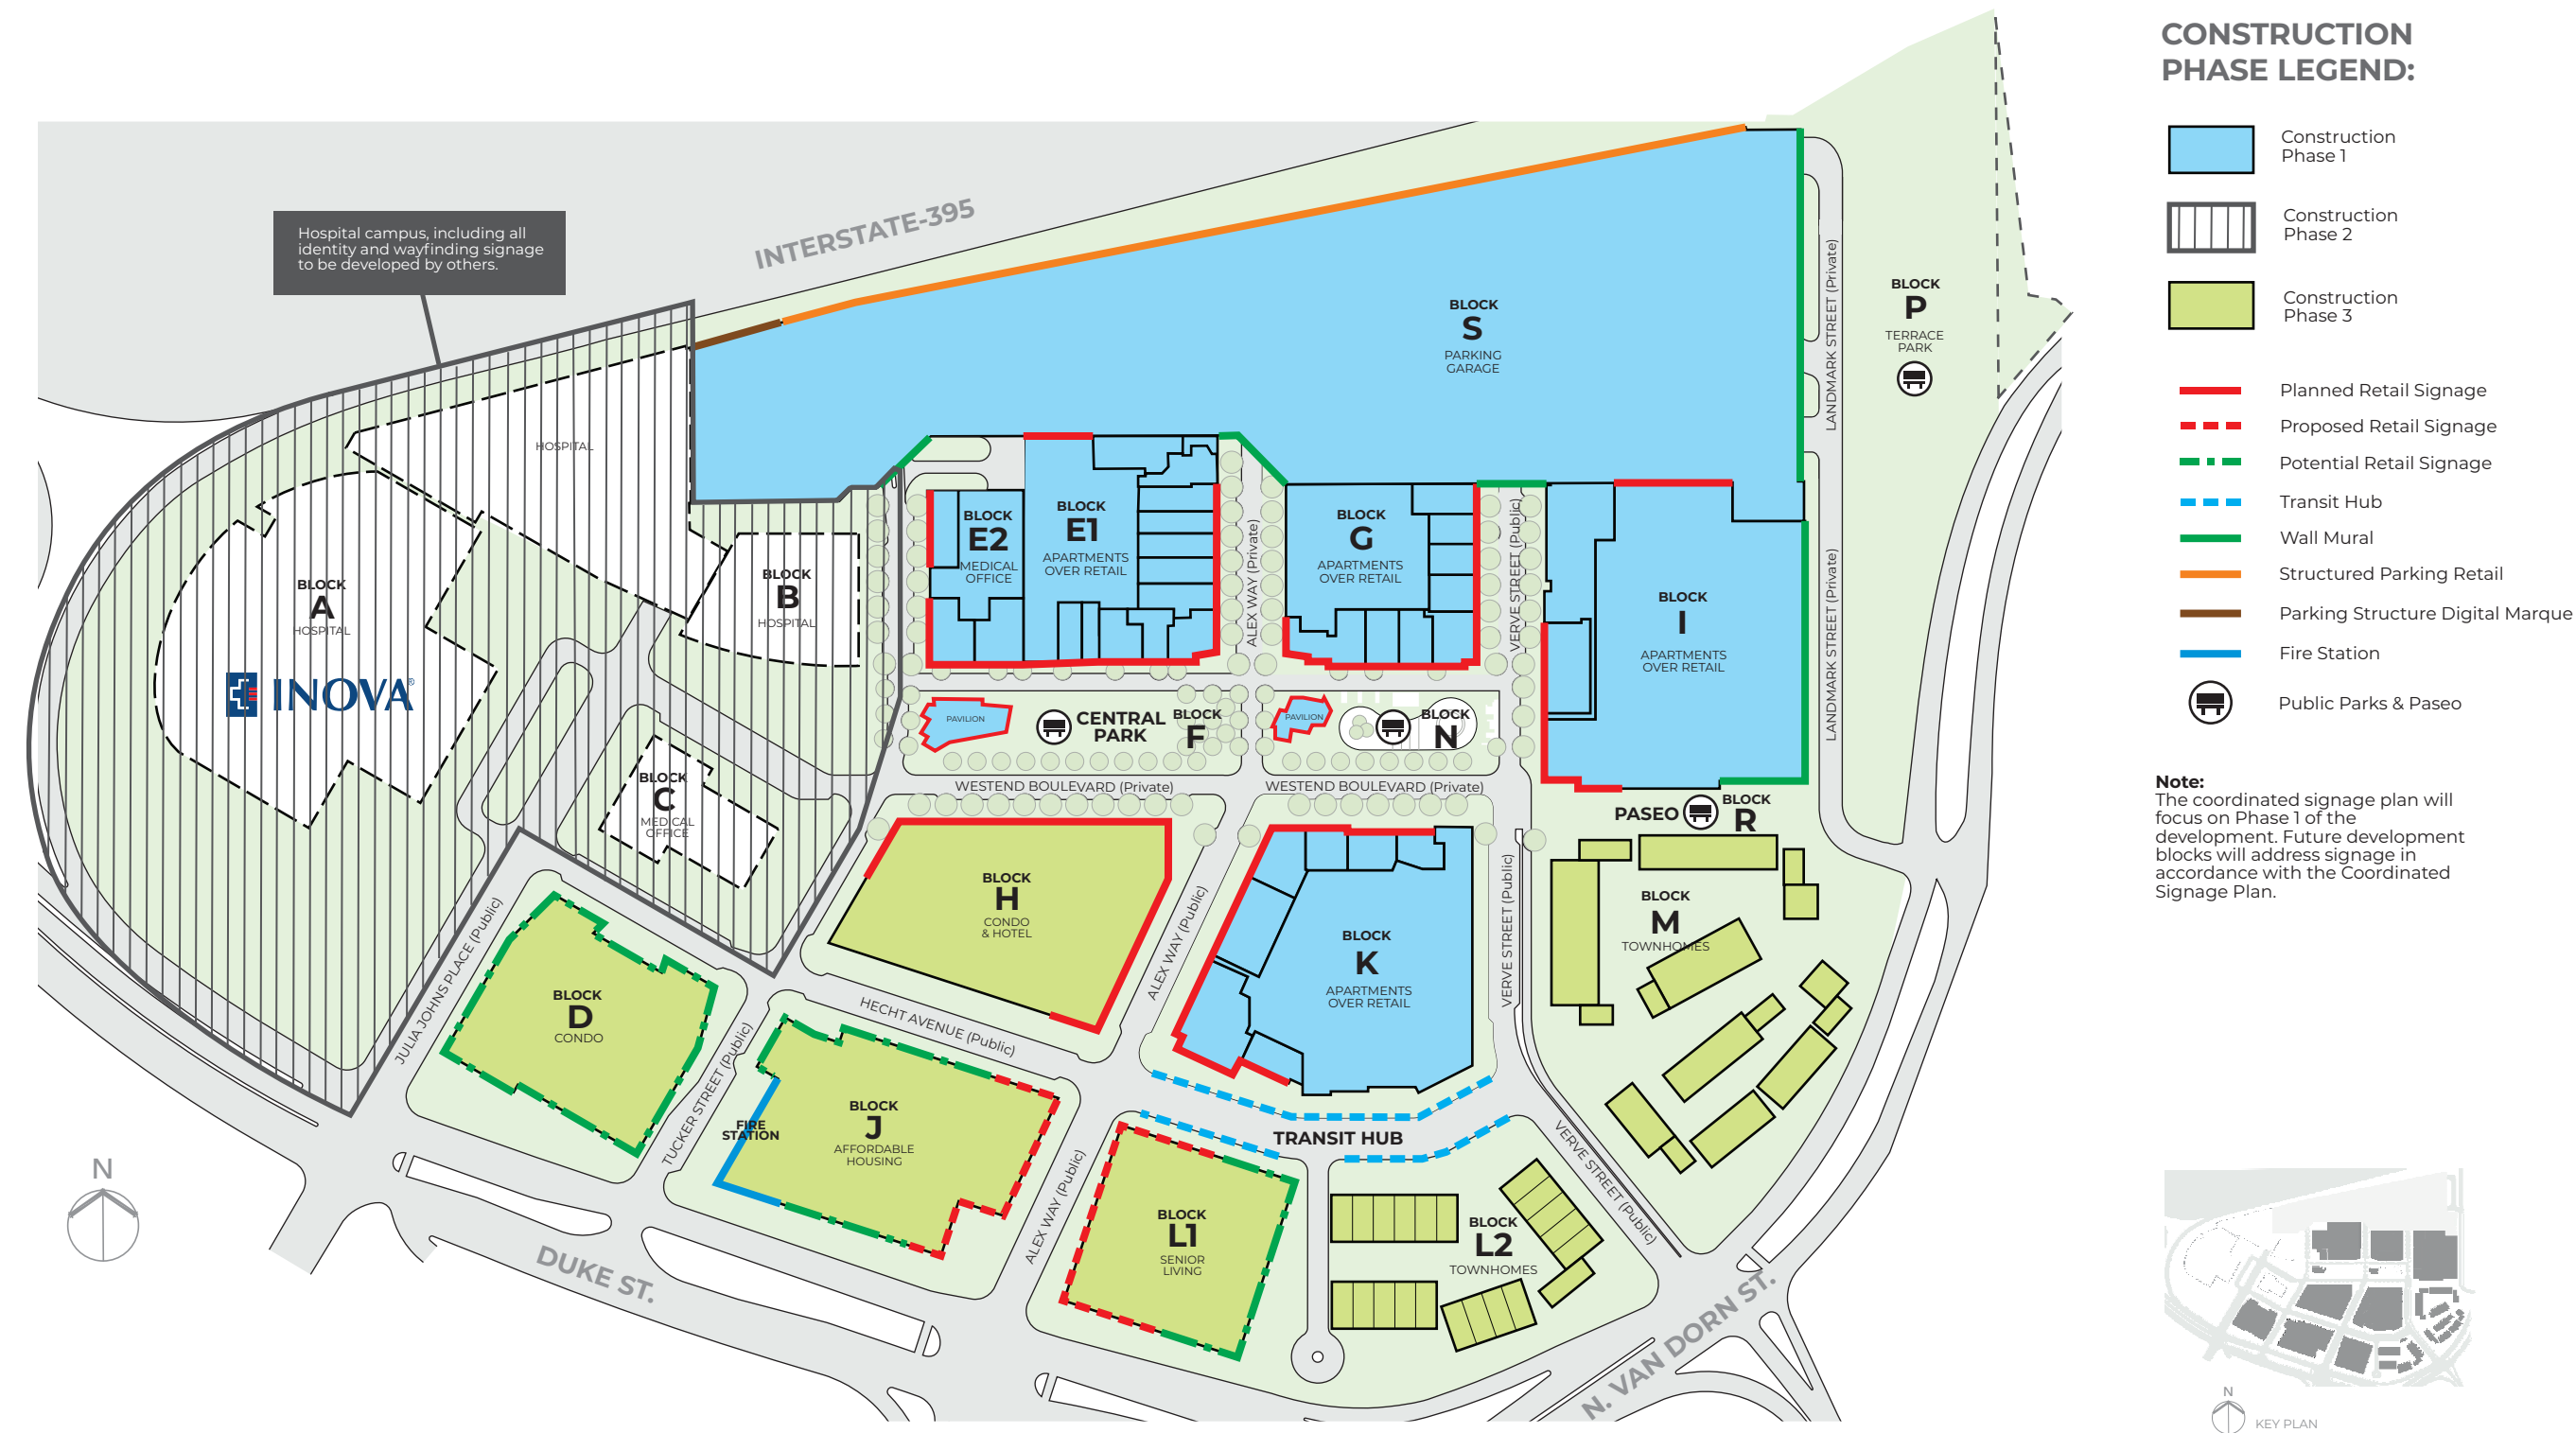 CONSTRUCTION
PHASE LEGEND:
Construction
Phase 1
Construction
Phase 2
Construction
Phase 3
Planned Retail Signage
Proposed Retail Signage
Potential Retail Signage
Transit Hub
Wall Mural
Structured Parking Retail
Parking Structure Digital Marque
Fire Station
Public Parks & Paseo
Note:
The coordinated signage plan will
focus on Phase 1 of the
development. Future development
blocks will address signage in
accordance with the Coordinated
Signage Plan.
Hospital campus, including all
identity and wayfinding signage
to be developed by others.
INTERSTATE-395
BLOCK
S
PARKING
GARAGE
BLOCK
P
TERRACE
PARK
LANDMARK STREET (Private)
LANDMARK STREET (Private)
HOSPITAL
BLOCK
A
HOSPITAL
INOVA®
BLOCK
B
HOSPITAL
BLOCK
C
MEDICAL
OFFICE
BLOCK
E2
MEDICAL
OFFICE
BLOCK
E1
APARTMENTS
OVER RETAIL
ALEX WAY (Private)
BLOCK
G
APARTMENTS
OVER RETAIL
VERVE STREET (Public)
BLOCK
I
APARTMENTS
OVER RETAIL
PAVILION
CENTRAL
PARK
BLOCK
F
PAVILION
BLOCK
N
WESTEND BOULEVARD (Private)
WESTEND BOULEVARD (Private)
PASEO
BLOCK
R
BLOCK
H
CONDO
& HOTEL
ALEX WAY (Public)
BLOCK
K
APARTMENTS
OVER RETAIL
VERVE STREET (Public)
BLOCK
M
TOWNHOMES
JULIA JOHNS PLACE (Public)
BLOCK
D
CONDO
HECHT AVENUE (Public)
TUCKER STREET (Public)
FIRE
STATION
BLOCK
J
AFFORDABLE
HOUSING
TRANSIT HUB
ALEX WAY (Public)
BLOCK
L1
SENIOR
LIVING
BLOCK
L2
TOWNHOMES
VERVE STREET (Public)
N
DUKE ST.
N. VAN DORN ST.
N
KEY PLAN